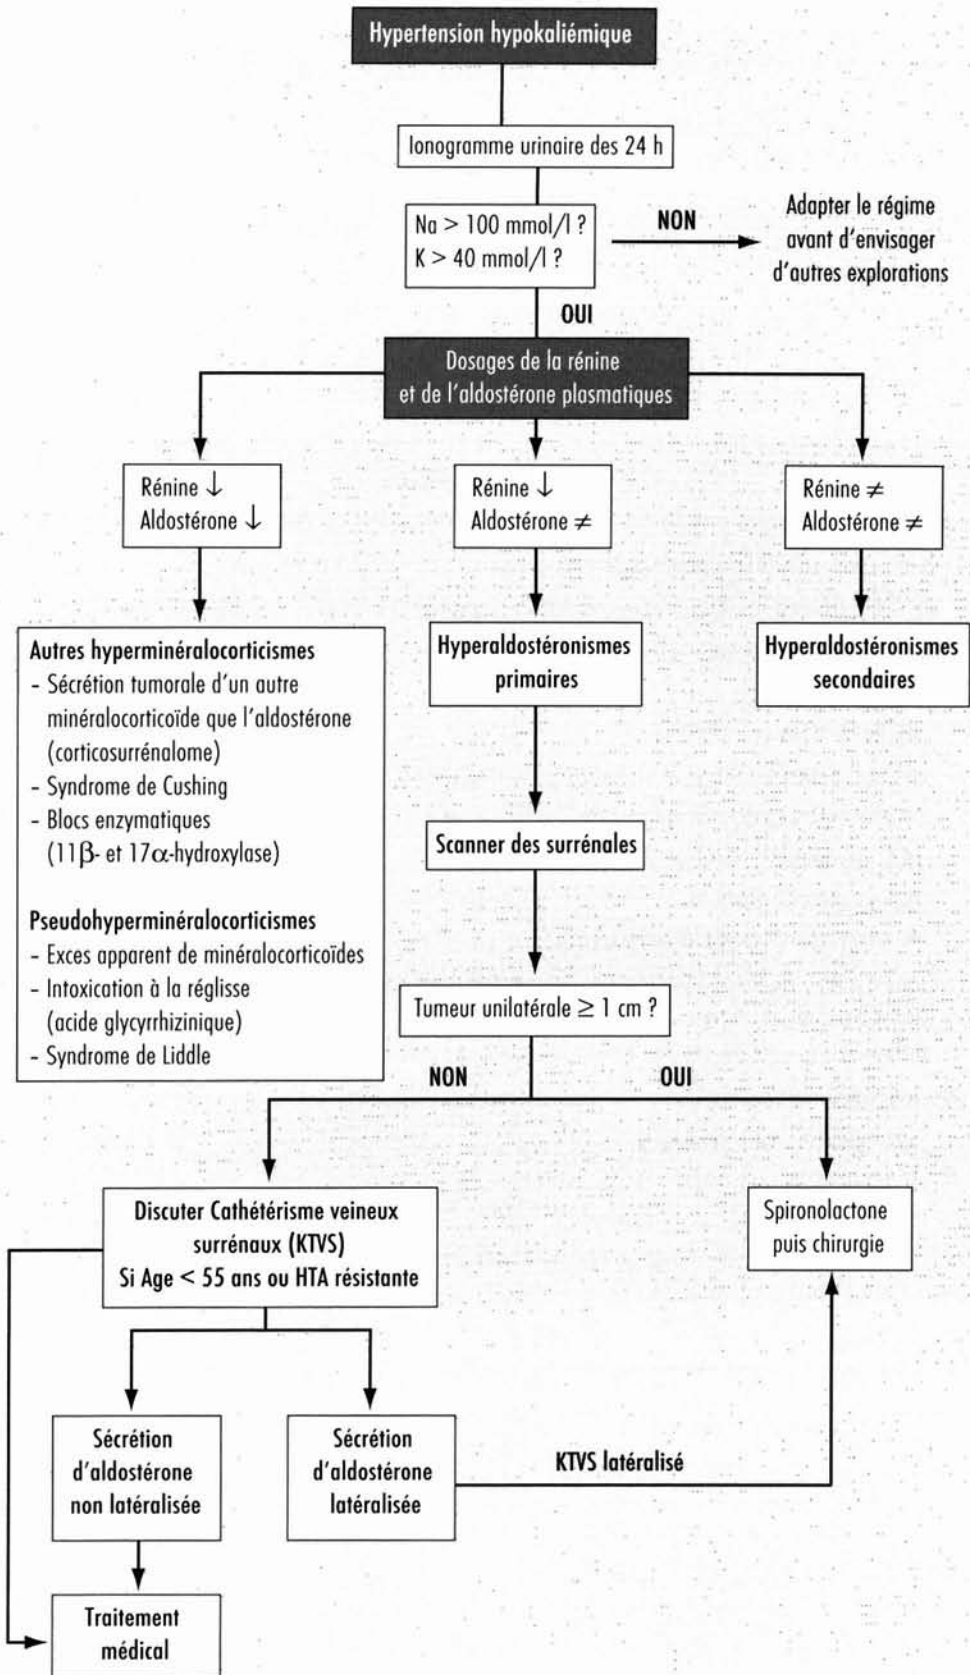 Hypertension hypokaliémique
Ionogramme urinaire des 24 h
Na > 100 mmol/l ?
K > 40 mmol/l ?
NON
Adapter le régime
avant d'envisager
d'autres explorations
OUI
Dosages de la rénine
et de l'aldostérone plasmatiques
Rénine ↓
Aldostérone ↓
Rénine ↓
Aldostérone ≠
Rénine ≠
Aldostérone ≠
Autres hyperminéralocorticismes
- Sécrétion tumorale d'un autre
minéralocorticoïde que l'aldostérone
(corticosurrénalome)
- Syndrome de Cushing
- Blocs enzymatiques
(11β- et 17α-hydroxylase)
Pseudohyperminéralocorticismes
- Exces apparent de minéralocorticoïdes
- Intoxication à la réglisse
(acide glycyrrhizinique)
- Syndrome de Liddle
Hyperaldostéronismes
primaires
Hyperaldostéronismes
secondaires
Scanner des surrénales
Tumeur unilatérale ≥ 1 cm ?
NON
OUI
Discuter Cathétérisme veineux
surrénaux (KTVS)
Si Age < 55 ans ou HTA résistante
Spironolactone
puis chirurgie
Sécrétion
d'aldostérone
non latéralisée
Sécrétion
d'aldostérone
latéralisée
KTVS latéralisé
Traitement
médical